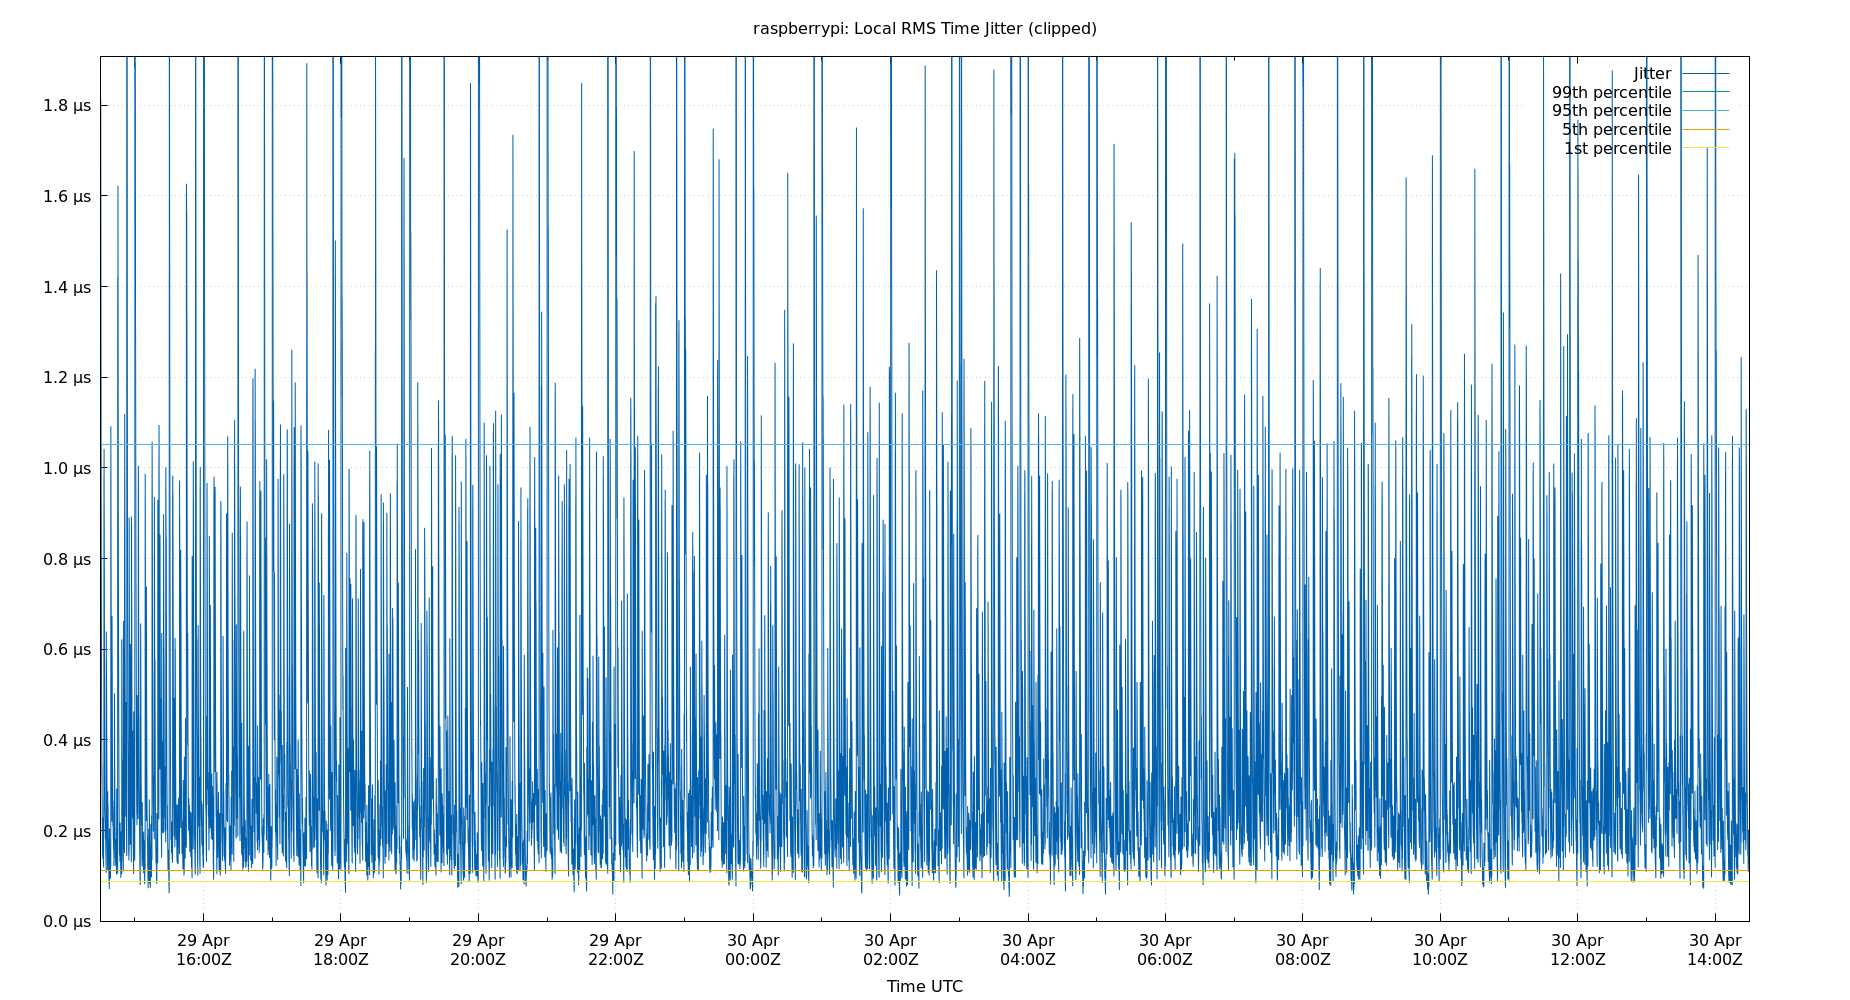 raspberrypi: Local RMS Time Jitter (clipped)
Jitter
99th percentile
95th percentile
5th percentile
1st percentile
1.8 µs
1.6 µs
1.4 µs
1.2 µs
1.0 µs
0.8 µs
0.6 µs
0.4 µs
0.2 µs
0.0 µs
29 Apr 29 Apr 29 Apr 29 Apr 30 Apr 30 Apr 30 Apr 30 Apr 30 Apr 30 Apr 30 Apr 30 Apr
16:00Z 18:00Z 20:00Z 22:00Z 00:00Z 02:00Z 04:00Z 06:00Z 08:00Z 10:00Z 12:00Z 14:00Z
Time UTC